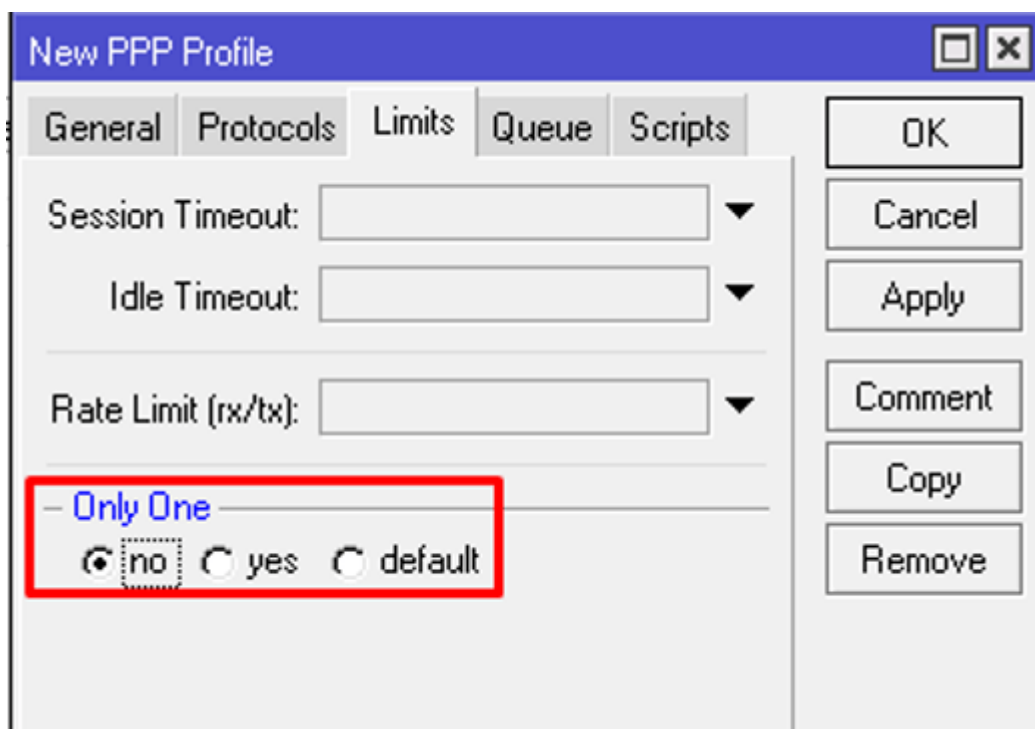 New PPP Profile
General Protocols Limits Queue Scripts
OK
Session Timeout:
Cancel
Idle Timeout:
Apply
Rate Limit (rx/tx):
Comment
Copy
Only One
no yes default
Remove